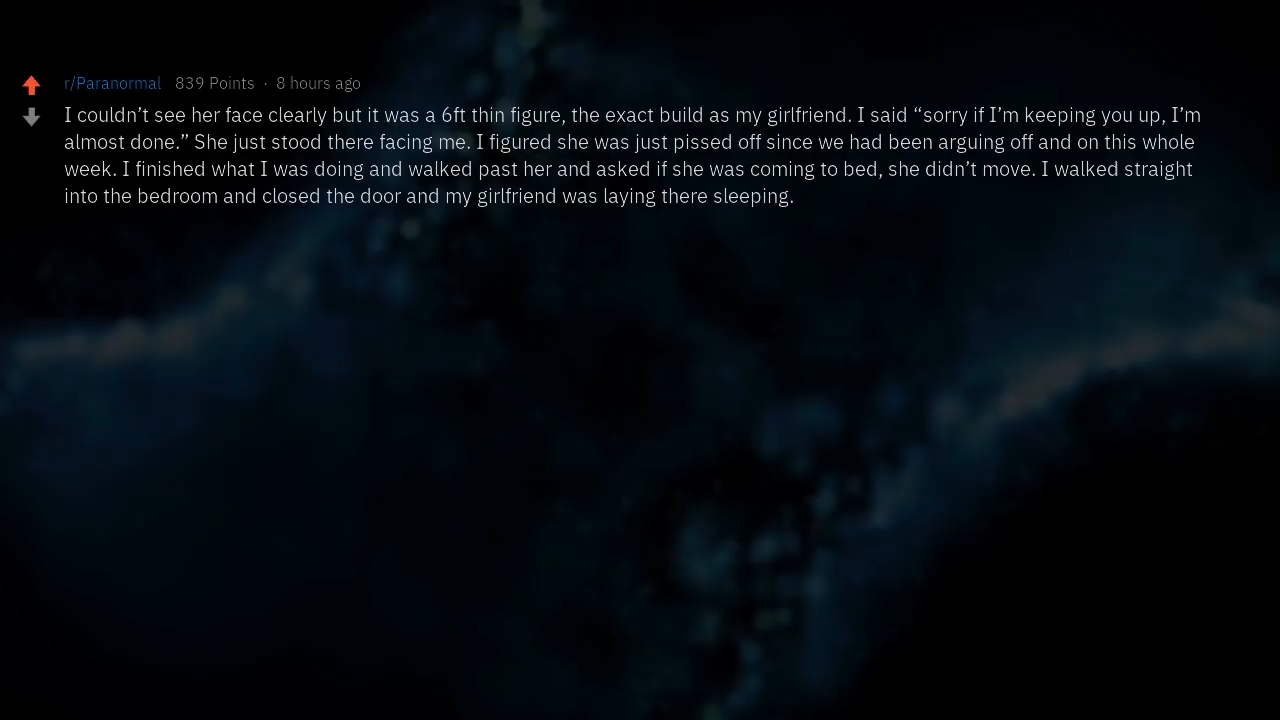 r/Paranormal 839 Points · 8 hours ago
I couldn’t see her face clearly but it was a 6ft thin figure, the exact build as my girlfriend. I said “sorry if I’m keeping you up, I’m
almost done.” She just stood there facing me. I figured she was just pissed off since we had been arguing off and on this whole
week. I finished what I was doing and walked past her and asked if she was coming to bed, she didn’t move. I walked straight
into the bedroom and closed the door and my girlfriend was laying there sleeping.